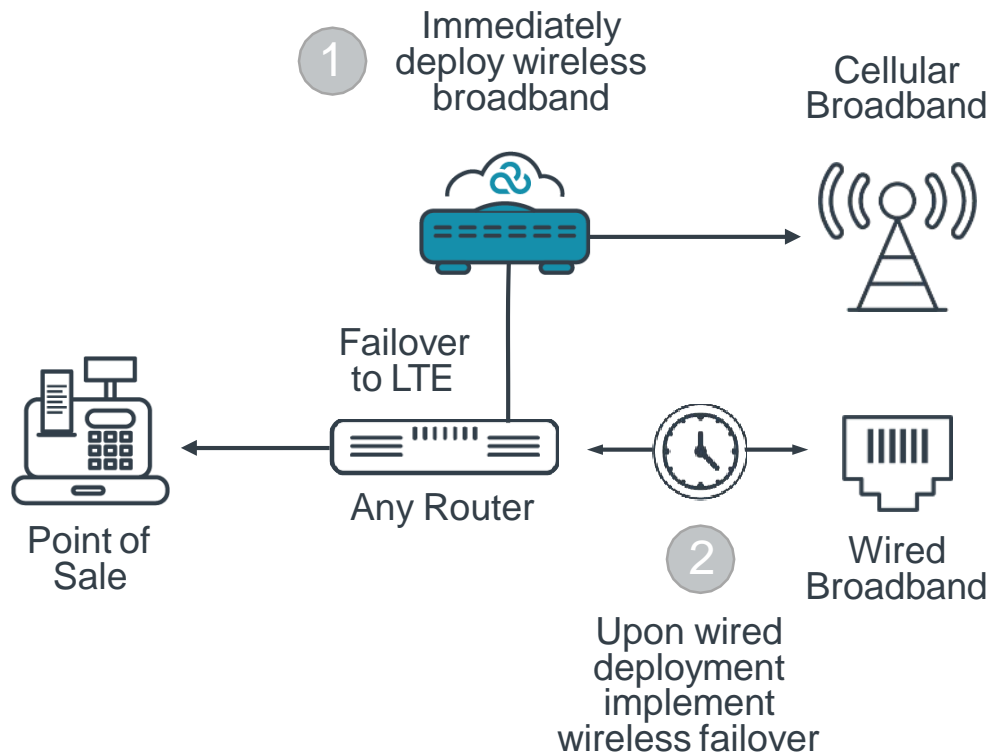 1
Immediately
deploy wireless
broadband
Cellular
Broadband
Failover
to LTE
Any Router
Point of
Sale
2
Wired
Broadband
Upon wired
deployment
implement
wireless failover